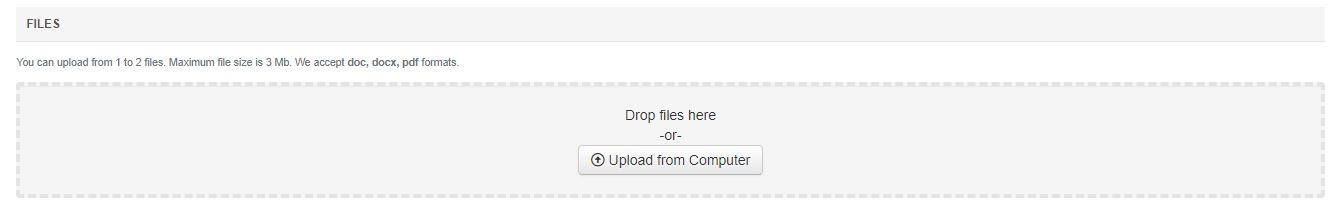 FILES
You can upload from 1 to 2 files. Maximum file size is 3 Mb. We accept doc, docx, pdf formats.
Drop files here
-or-
Upload from Computer